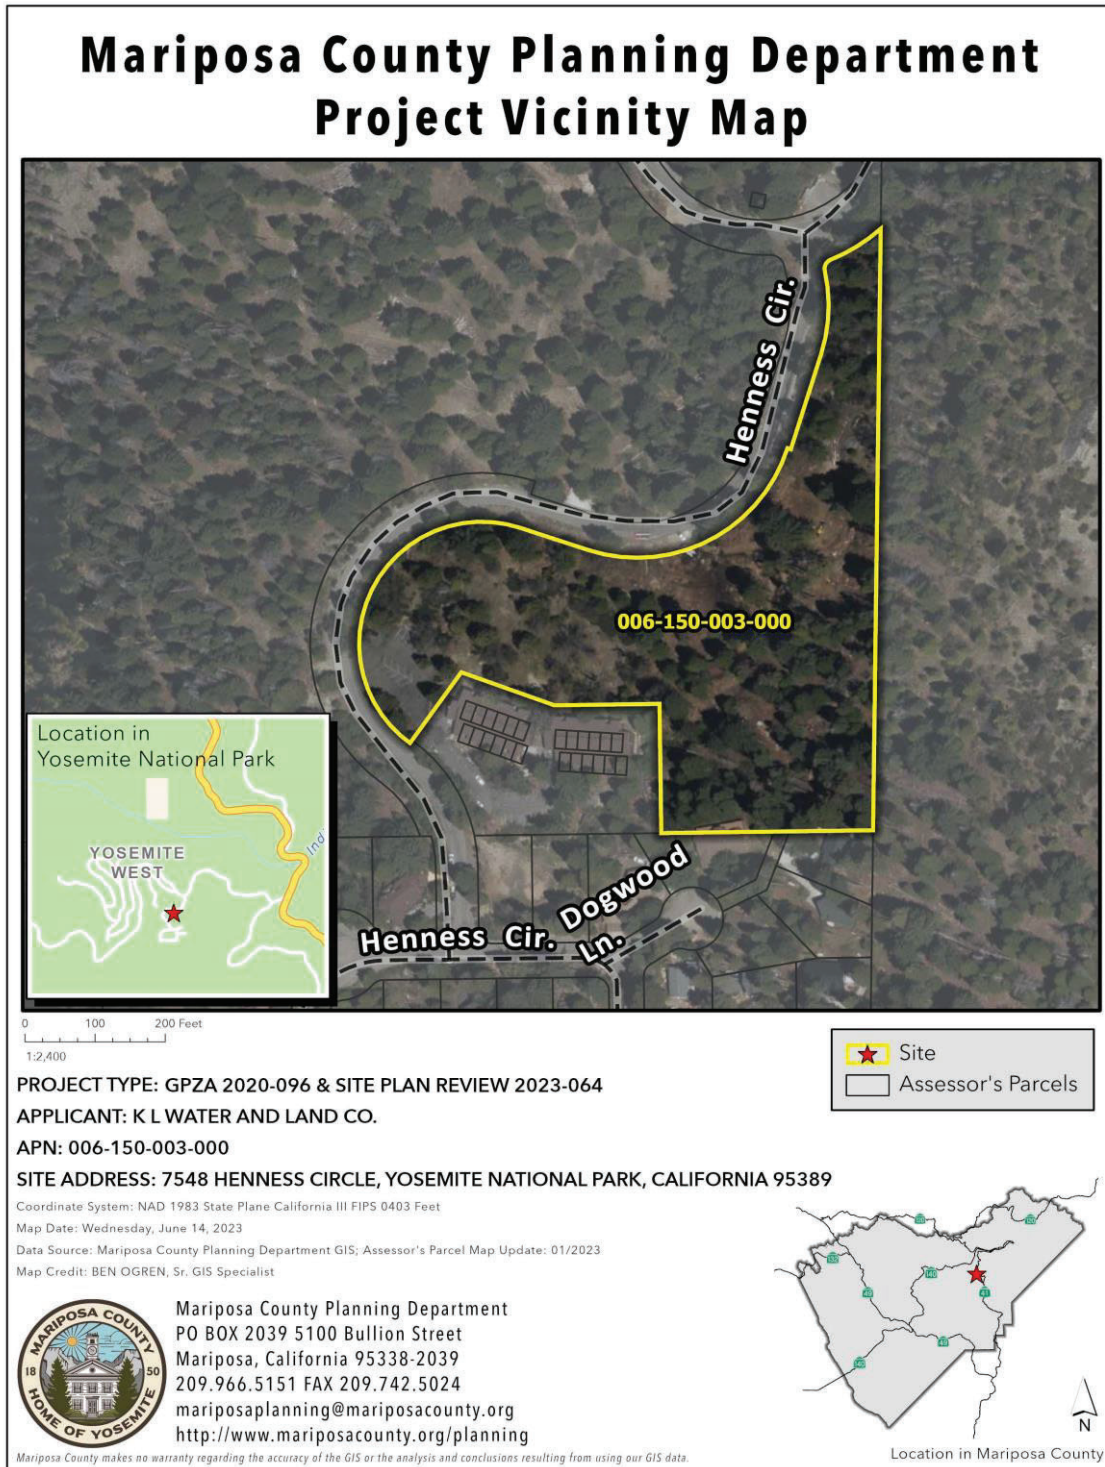 Mariposa County Planning Department
Project Vicinity Map
Henness Cir.
006-150-003-000
Location in
Yosemite National Park
YOSEMITE
WEST
Ind
Dogwood
Henness Cir.
Ln.
0 100 200 Feet
1:2,400
Site
Assessor's Parcels
PROJECT TYPE: GPZA 2020-096 & SITE PLAN REVIEW 2023-064
APPLICANT: K L WATER AND LAND CO.
APN: 006-150-003-000
SITE ADDRESS: 7548 HENNESS CIRCLE, YOSEMITE NATIONAL PARK, CALIFORNIA 95389
Coordinate System: NAD 1983 State Plane California III FIPS 0403 Feet
Map Date: Wednesday, June 14, 2023
Data Source: Mariposa County Planning Department GIS; Assessor's Parcel Map Update: 01/2023
Map Credit: BEN OGREN, Sr. GIS Specialist
MARIPOSA COUNTY
18 50
HOME OF YOSEMITE
Mariposa County Planning Department
PO BOX 2039 5100 Bullion Street
Mariposa, California 95338-2039
209.966.5151 FAX 209.742.5024
mariposaplanning@mariposacounty.org
http://www.mariposacounty.org/planning
132
140
41
49
N
Location in Mariposa County
Mariposa County makes no warranty regarding the accuracy of the GIS or the analysis and conclusions resulting from using our GIS data.